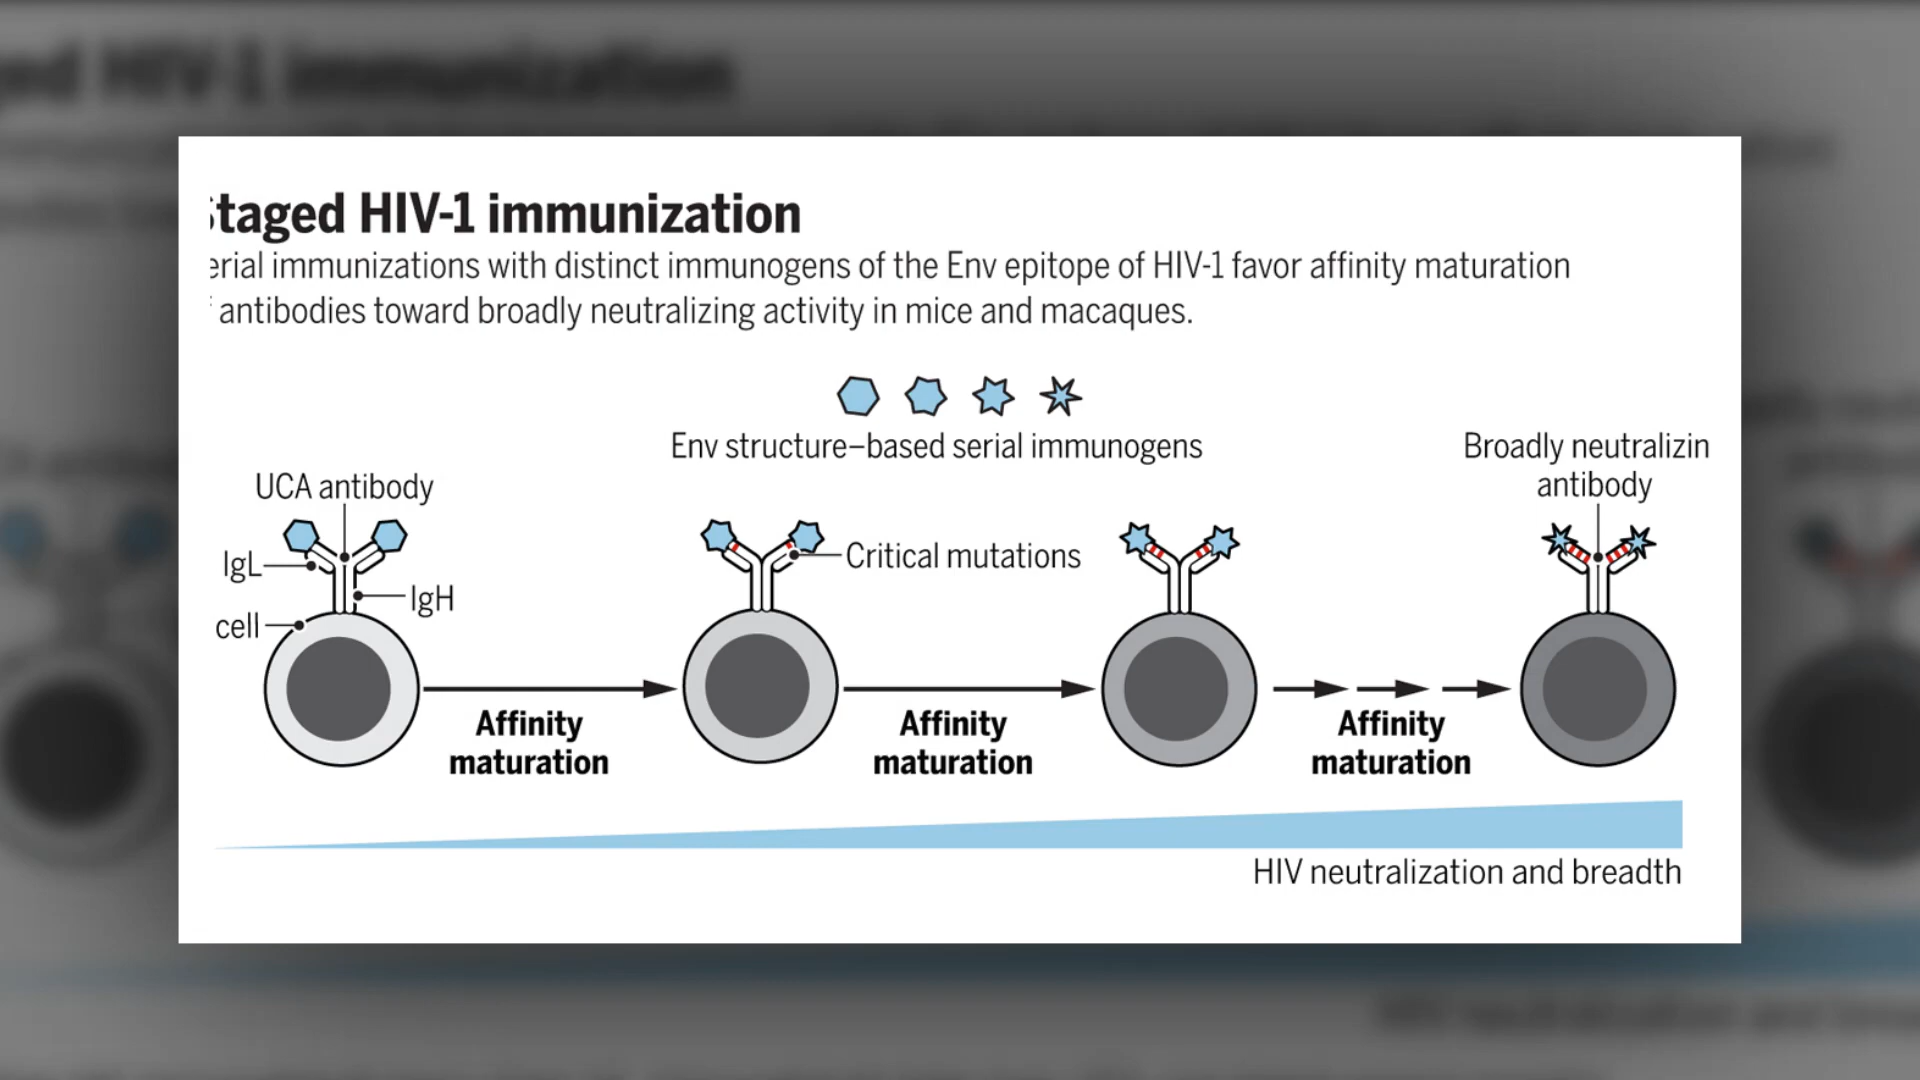 Staged HIV-1 immunization
erial immunizations with distinct immunogens of the Env epitope of HIV-1 favor affinity maturation
antibodies toward broadly neutralizing activity in mice and macaques.
Env structure–based serial immunogens
Broadly neutralizin
antibody
UCA antibody
IgL
Critical mutations
IgH
cell
Affinity
maturation
Affinity
maturation
Affinity
maturation
HIV neutralization and breadth